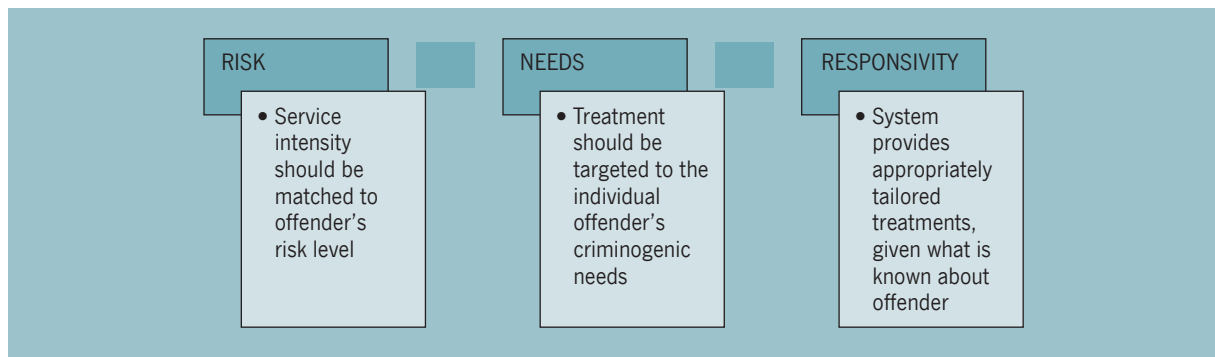 RISK
• Service
intensity
should be
matched to
offender’s
risk level
NEEDS
• Treatment
should be
targeted to the
individual
offender’s
criminogenic
needs
RESPONSIVITY
• System
provides
appropriately
tailored
treatments,
given what is
known about
offender